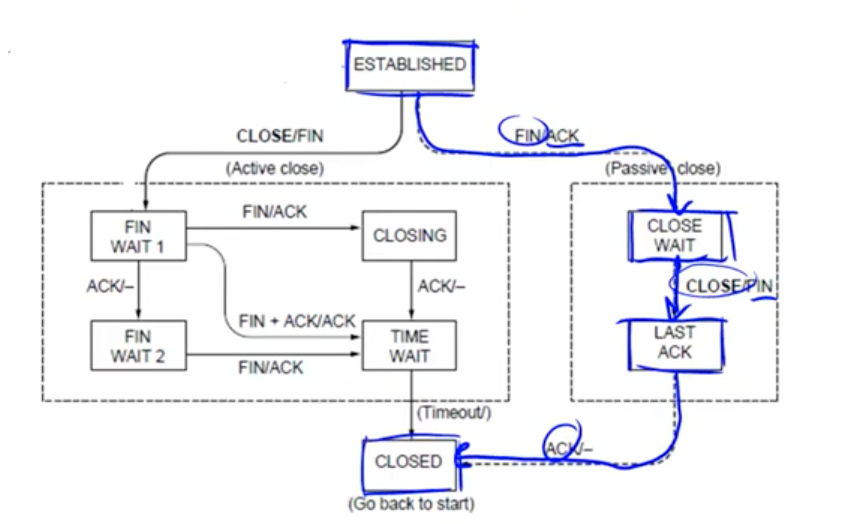 ESTABLISHED
CLOSE/FIN
FIN/ACK
(Active close)
(Passive close)
FIN
WAIT 1
FIN/ACK
CLOSING
CLOSE
WAIT
ACK/–
ACK/–
CLOSE/FIN
FIN + ACK/ACK
FIN
WAIT 2
TIME
WAIT
LAST
ACK
FIN/ACK
(Timeout/)
ACK/–
CLOSED
(Go back to start)